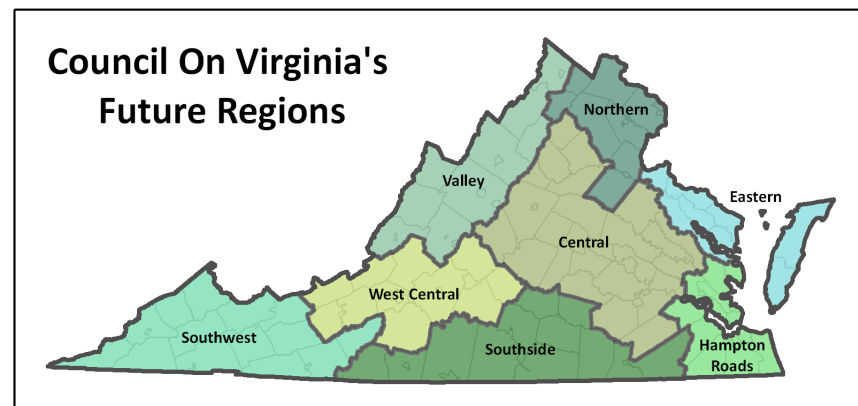 Council On Virginia's
Future Regions
Northern
Valley
Eastern
Central
West Central
Southwest
Southside
Hampton
Roads